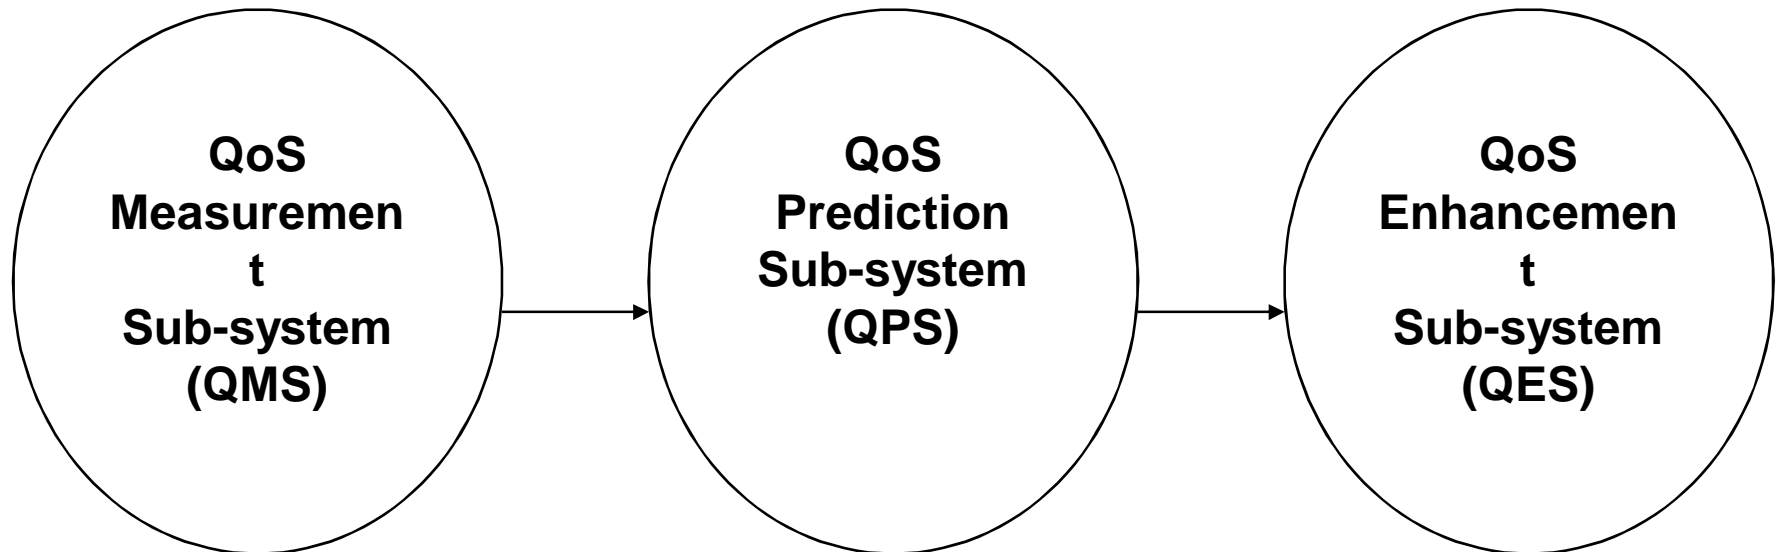 QoS
Measuremen
t
Sub-system
(QMS)
QoS
Prediction
Sub-system
(QPS)
QoS
Enhancemen
t
Sub-system
(QES)